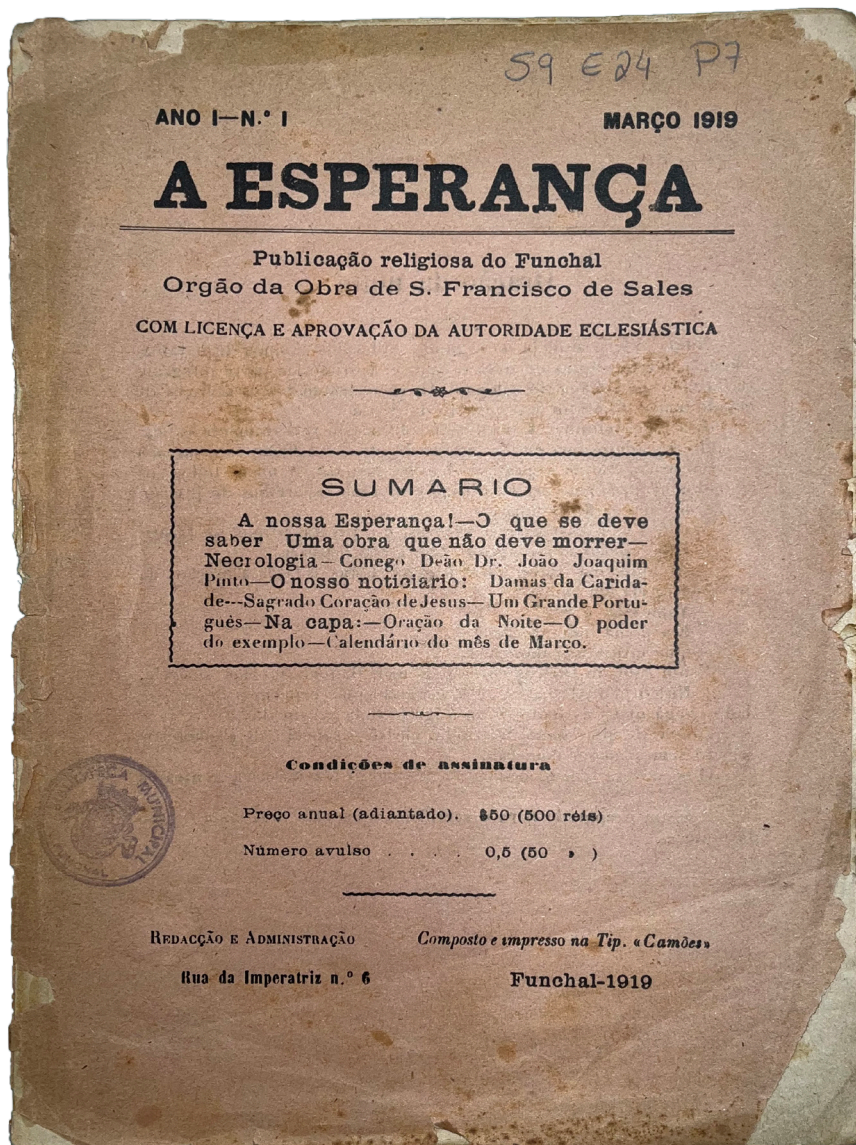 S9 E24 P7
ANO I—N.º I
MARÇO 1919
A ESPERANÇA
Publicação religiosa do Funchal
Orgão da Obra de S. Francisco de Sales
COM LICENÇA E APROVAÇÃO DA AUTORIDADE ECLESIÁSTICA
SUMARIO
A nossa Esperança!—O que se deve
saber Uma obra que não deve morrer—
Necrologia—Conego Deão Dr. João Joaquim
Pinto—O nosso noticiario: Damas da Carida-
de---Sagrado Coração de Jesus—Um Grande Portu-
guês—Na capa:—Oração da Noite—O poder
do exemplo—Calendário do mês de Março.
Condições de assinatura
Preço anual (adiantado). $50 (500 réis)
Número avulso . . . . 0,5 (50 » )
BIBLIOTECA MUNICIPAL
REDACÇÃO E ADMINISTRAÇÃO
Rua da Imperatriz n.º 6
Composto e impresso na Tip. «Camões»
Funchal-1919